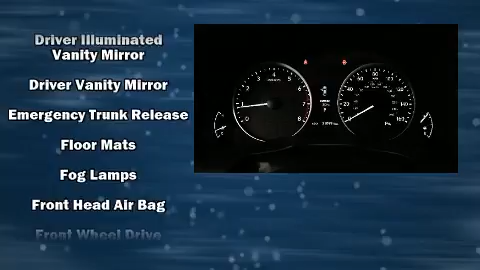 Driver Illuminated
Vanity Mirror
Driver Vanity Mirror
Emergency Trunk Release
Floor Mats
Fog Lamps
Front Head Air Bag
Front Wheel Drive